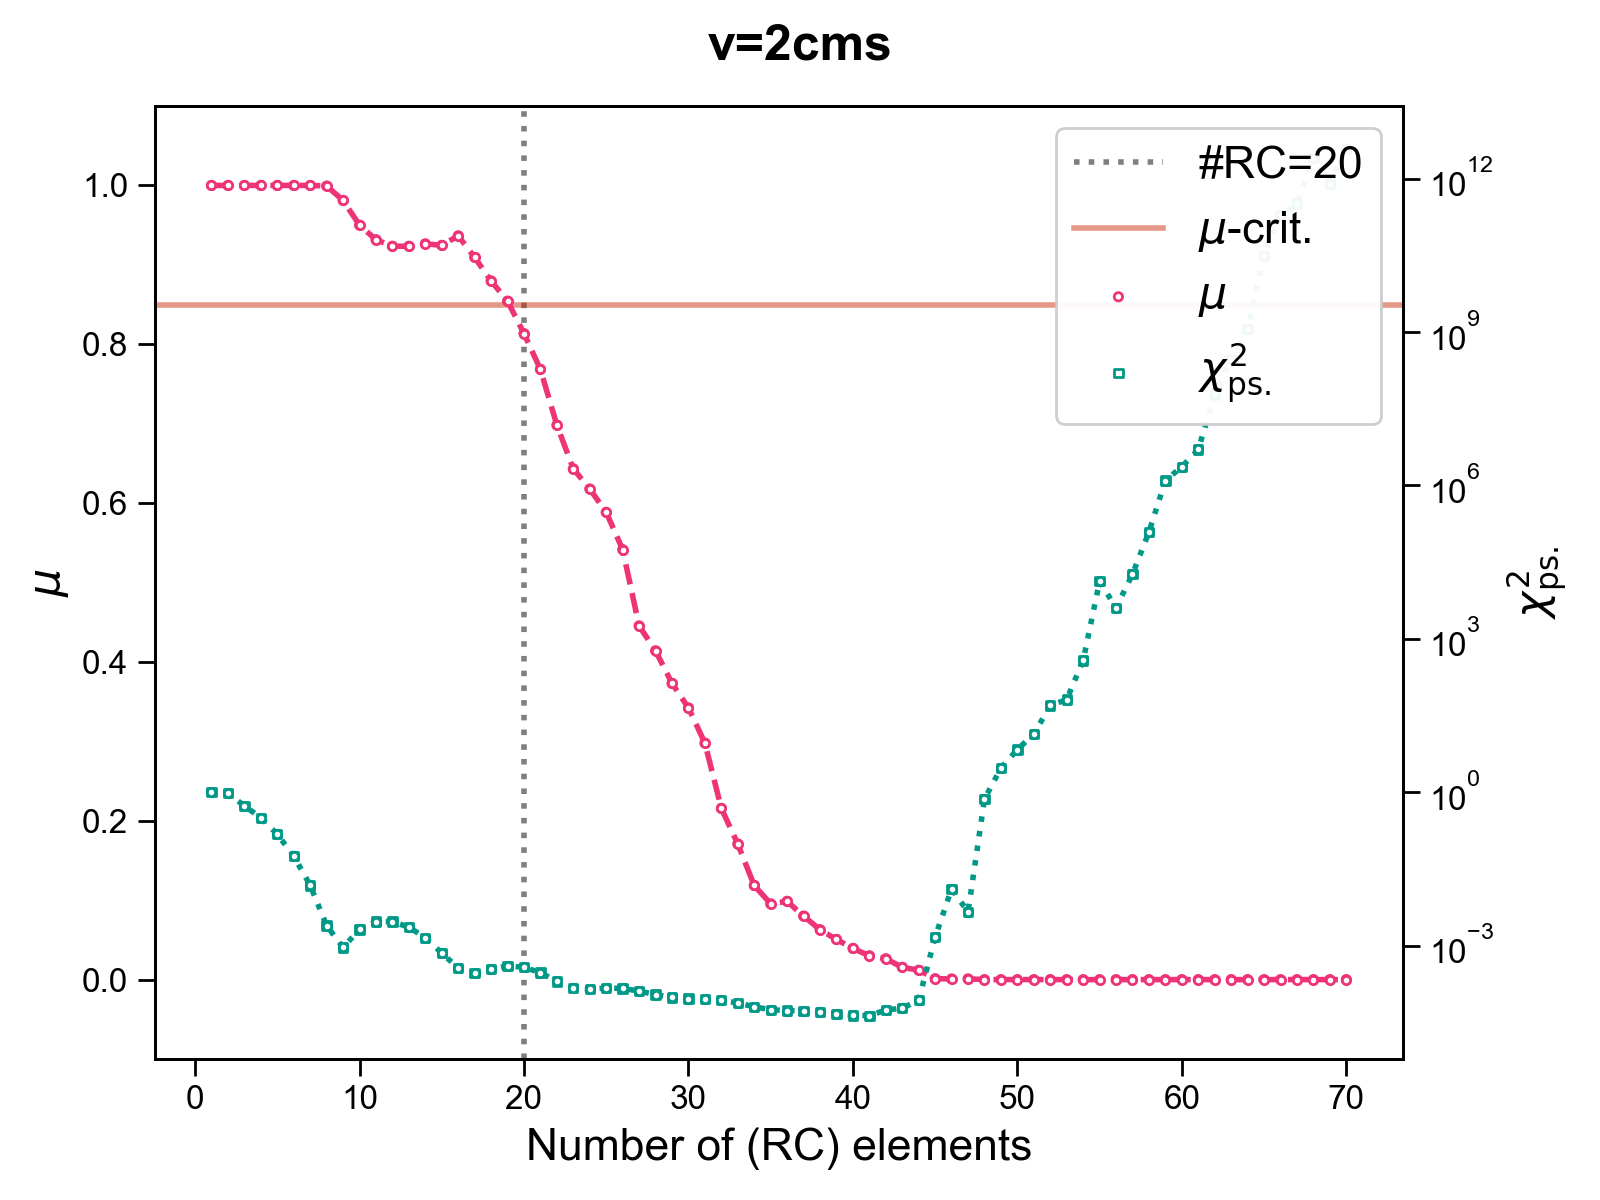 v=2cms
#RC=20
μ-crit.
μ
χ²ps.
1.0
0.8
0.6
0.4
0.2
0.0
μ
10¹²
10⁹
10⁶
10³
10⁰
10⁻³
χ²ps.
0 10 20 30 40 50 60 70
Number of (RC) elements